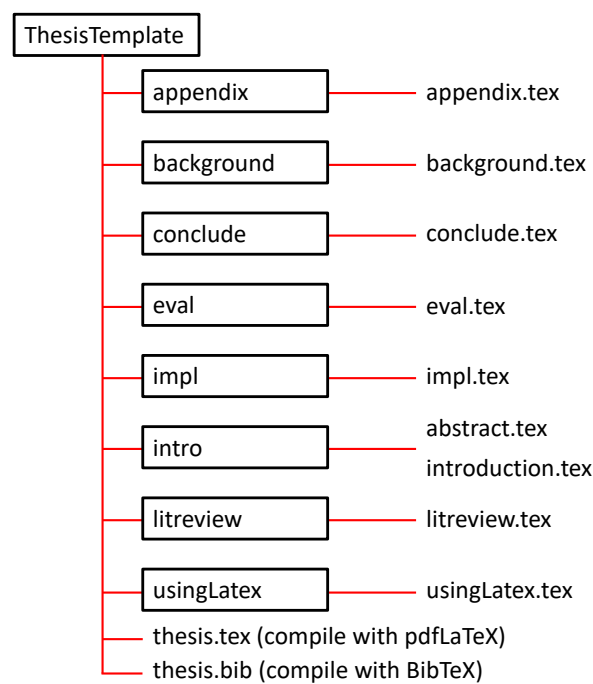 ThesisTemplate
appendix appendix.tex
background background.tex
conclude conclude.tex
eval eval.tex
impl impl.tex
abstract.tex
intro
introduction.tex
litreview litreview.tex
usingLatex usingLatex.tex
thesis.tex (compile with pdfLaTeX)
thesis.bib (compile with BibTeX)